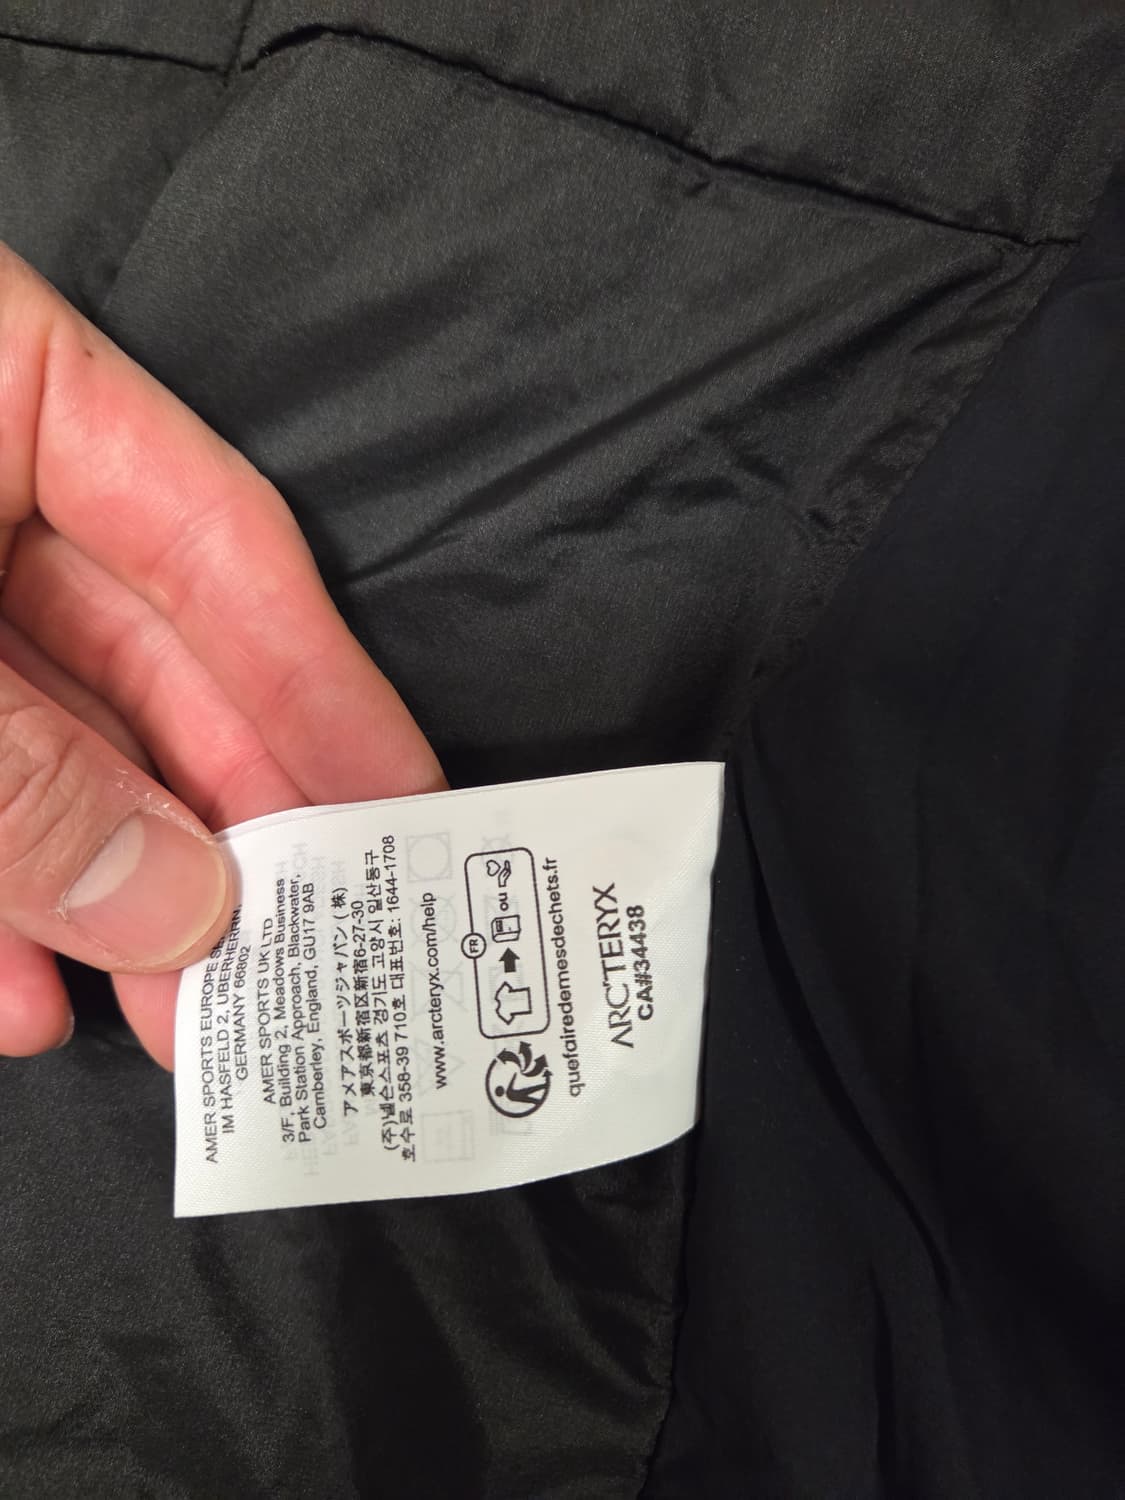 AMER SPORTS EUROPE
IM HASFELD 2, ÜBERHERRN,
GERMANY 66802
AMER SPORTS UK LTD
3/F, Building 2, Meadows Business
Park Station Approach, Blackwater,
Camberley, England, GU17 9AB
アメアスポーツジャパン ( 株)
東京都新宿区新宿6-27-30
(주)넬슨스포츠 경기도 고양시 일산동구
호수로 358-39 710호 대표번호: 1644-1708
www.arcteryx.com/help
FR
ou
quefairedemesdechets.fr
ARC'TERYX
CA#34438